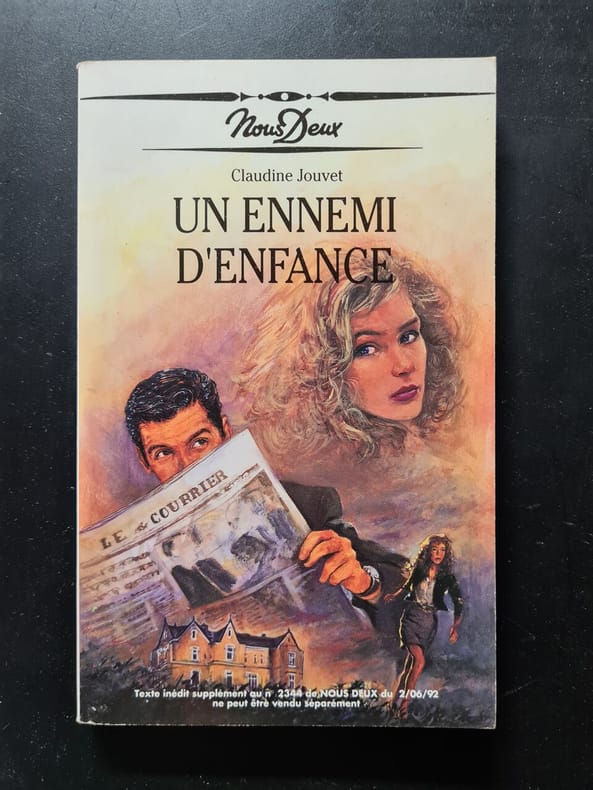 Nous Deux
Claudine Jouvet
UN ENNEMI
D'ENFANCE
LE COURRIER
Texte inédit supplément au n° 2344 de NOUS DEUX du 2/06/92
ne peut être vendu séparément